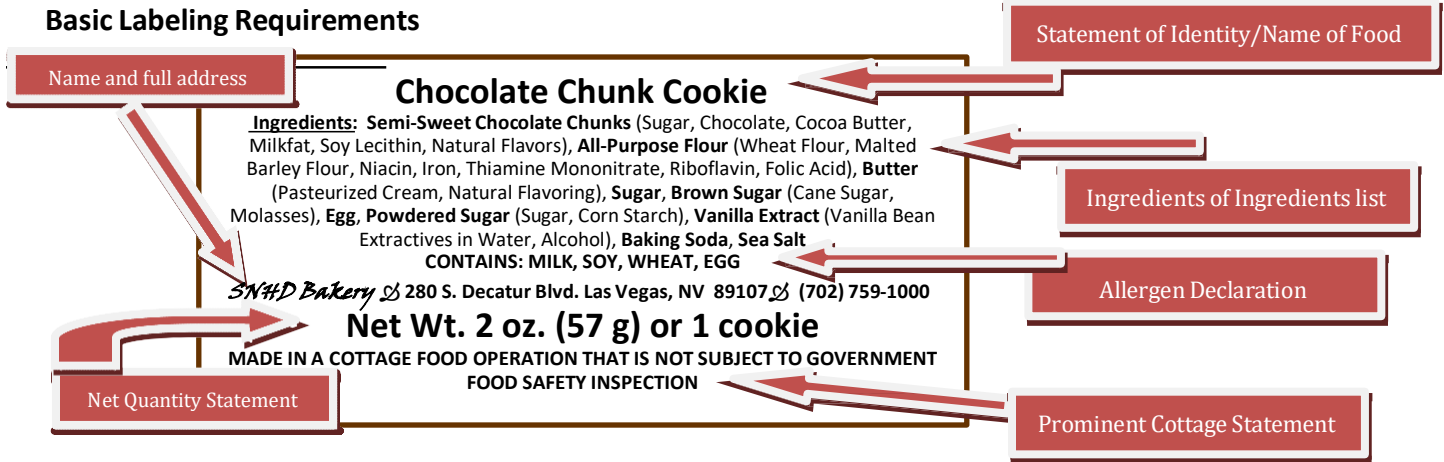 Basic Labeling Requirements
Statement of Identity/Name of Food
Name and full address
Chocolate Chunk Cookie
Ingredients: Semi-Sweet Chocolate Chunks (Sugar, Chocolate, Cocoa Butter,
Milkfat, Soy Lecithin, Natural Flavors), All-Purpose Flour (Wheat Flour, Malted
Barley Flour, Niacin, Iron, Thiamine Mononitrate, Riboflavin, Folic Acid), Butter
(Pasteurized Cream, Natural Flavoring), Sugar, Brown Sugar (Cane Sugar,
Molasses), Egg, Powdered Sugar (Sugar, Corn Starch), Vanilla Extract (Vanilla Bean
Extractives in Water, Alcohol), Baking Soda, Sea Salt
Ingredients of Ingredients list
CONTAINS: MILK, SOY, WHEAT, EGG
Allergen Declaration
SNHD Bakery 280 S. Decatur Blvd. Las Vegas, NV 89107 (702) 759-1000
Net Wt. 2 oz. (57 g) or 1 cookie
MADE IN A COTTAGE FOOD OPERATION THAT IS NOT SUBJECT TO GOVERNMENT
FOOD SAFETY INSPECTION
Net Quantity Statement
Prominent Cottage Statement